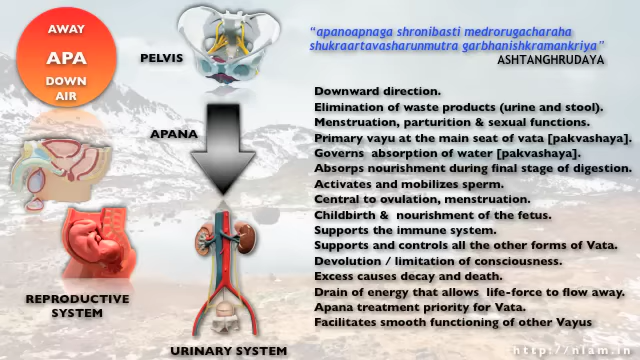 AWAY
APA
DOWN
AIR
PELVIS
APANA
REPRODUCTIVE
SYSTEM
URINARY SYSTEM
“apanoapnaga shronibasti medrorugacharaha
shukraartavasharunmutra garbhanishkramankriya”
ASHTANGHRUDAYA
Downward direction.
Elimination of waste products (urine and stool).
Menstruation, parturition & sexual functions.
Primary vayu at the main seat of vata [pakvashaya].
Governs absorption of water [pakvashaya].
Absorps nourishment during final stage of digestion.
Activates and mobilizes sperm.
Central to ovulation, menstruation.
Childbirth & nourishment of the fetus.
Supports the immune system.
Supports and controls all the other forms of Vata.
Devolution / limitation of consciousness.
Excess causes decay and death.
Drain of energy that allows life-force to flow away.
Apana treatment priority for Vata.
Facilitates smooth functioning of other Vayus
http://niam.in